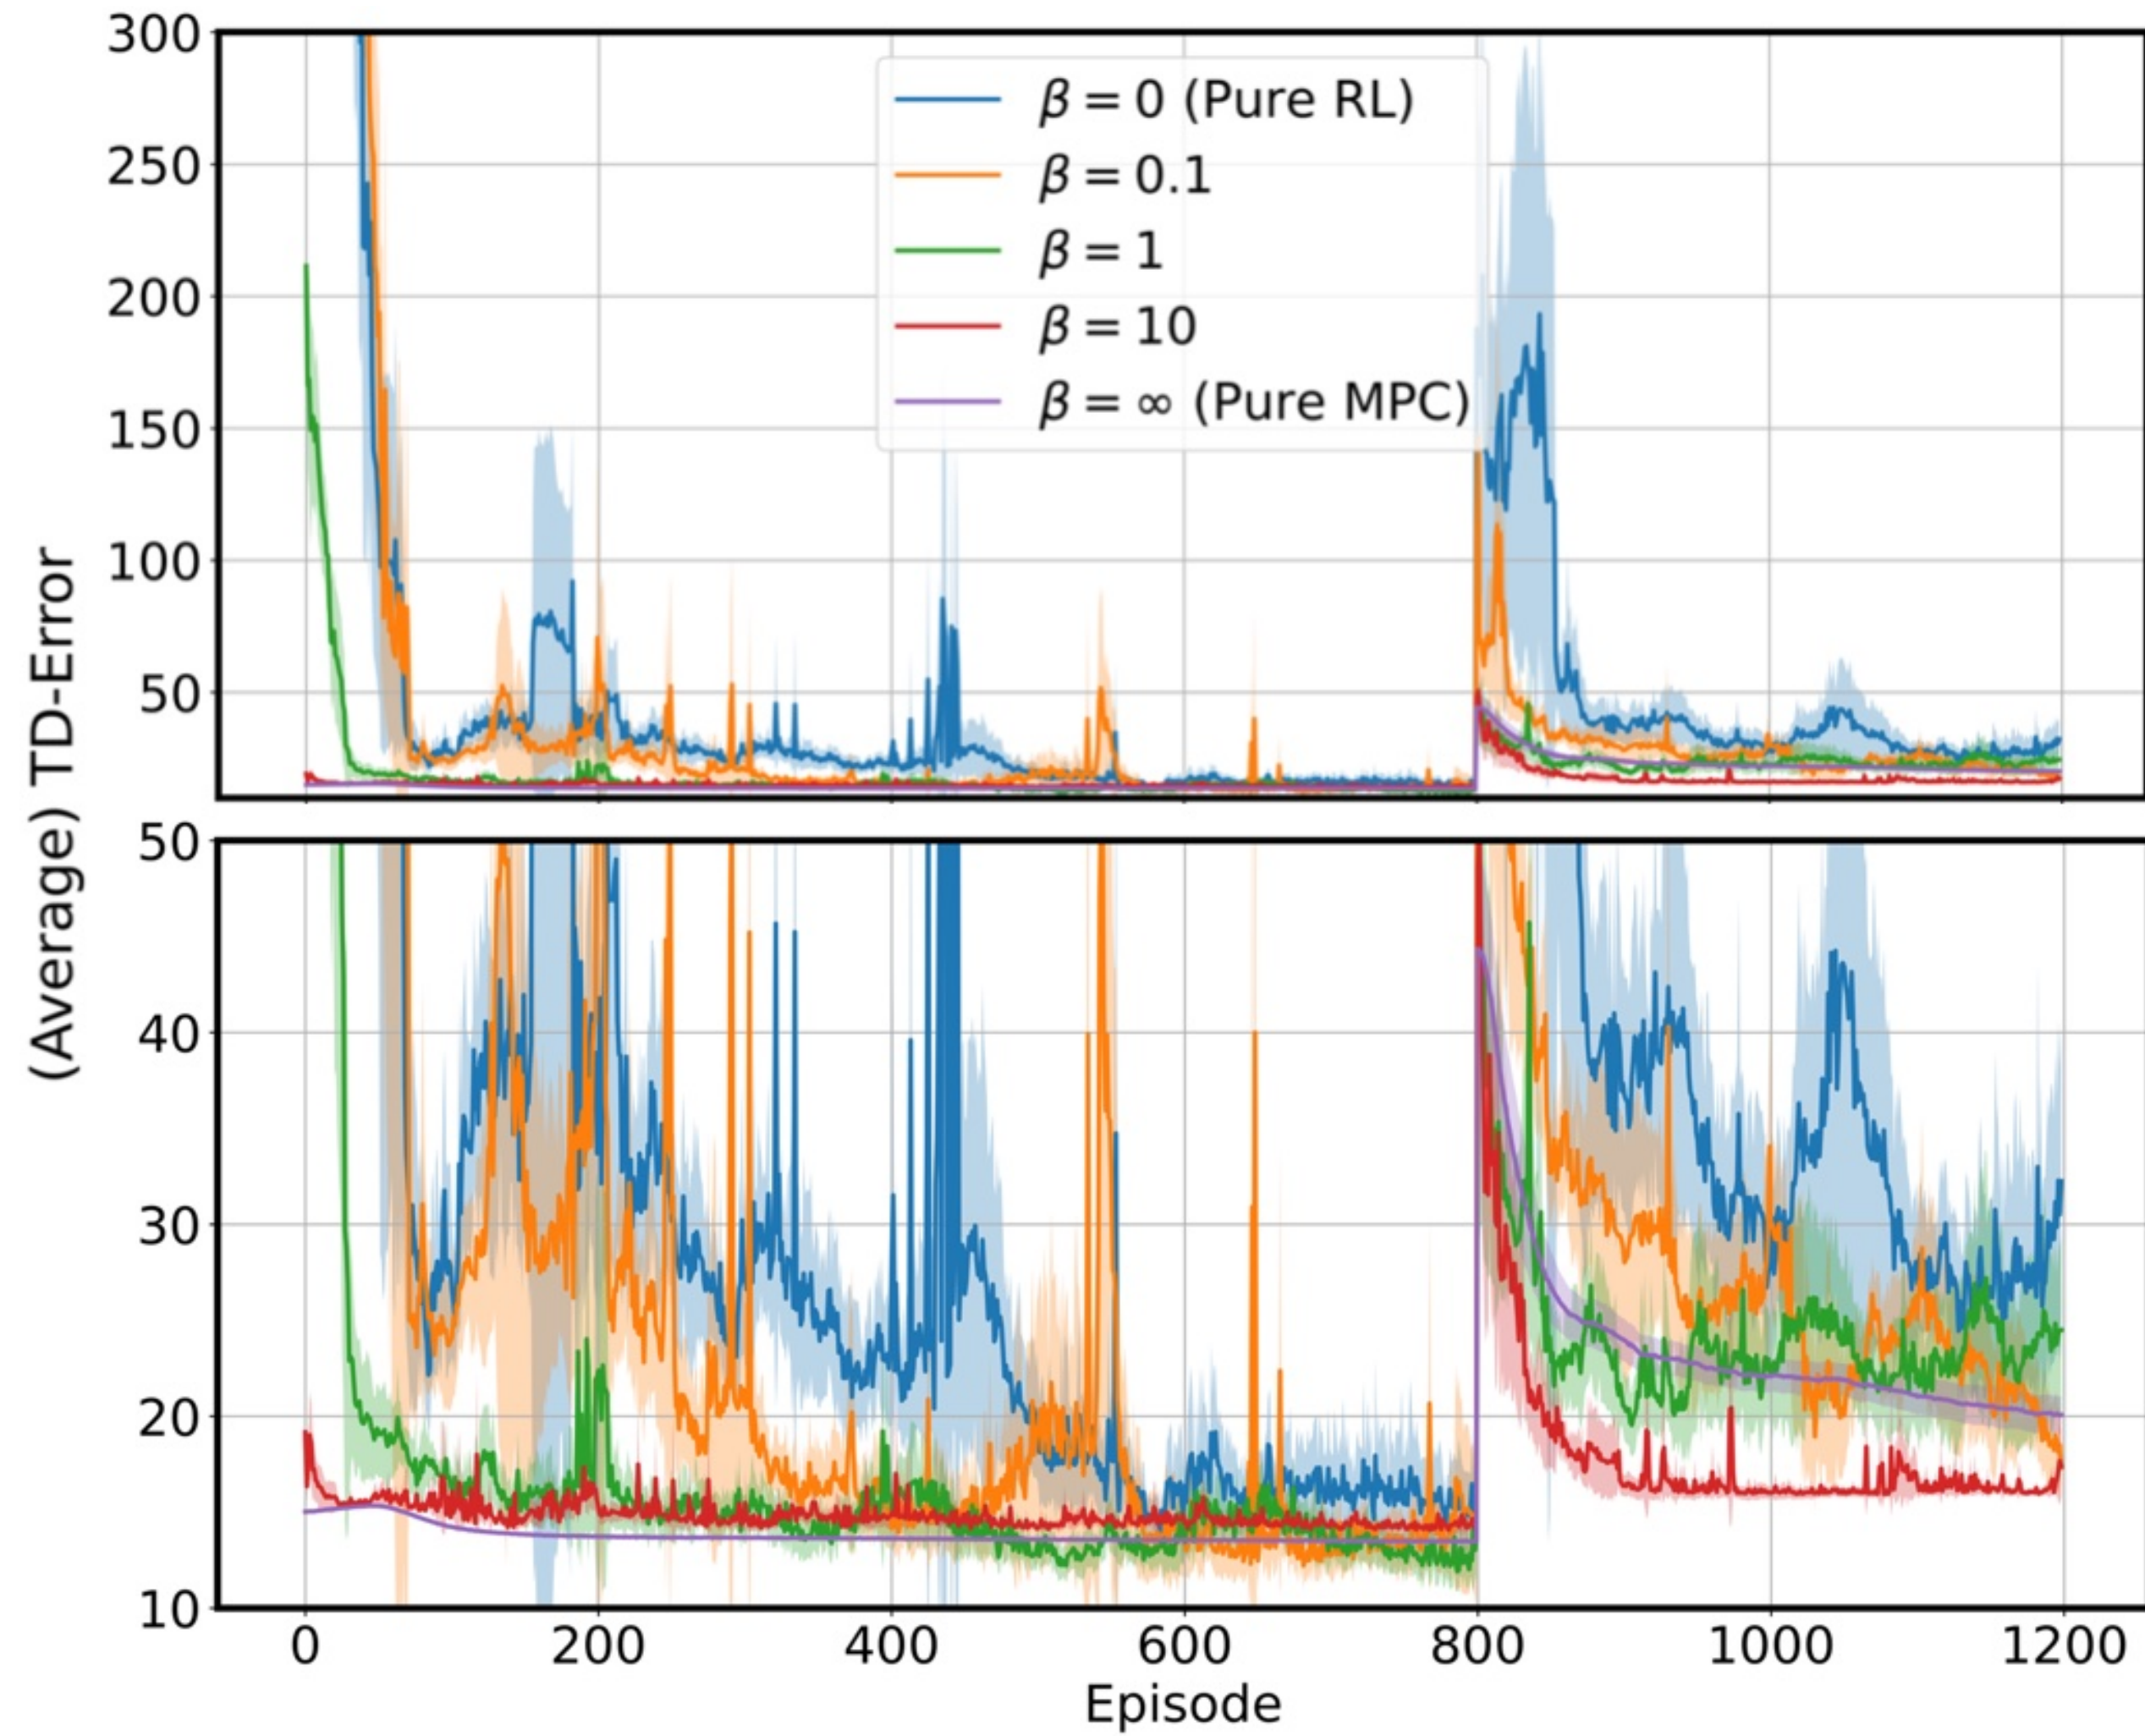 300
250
200
150
100
50
β = 0 (Pure RL)
β = 0.1
β = 1
β = 10
β = ∞ (Pure MPC)
(Average) TD-Error
50
40
30
20
10
0 200 400 600 800 1000 1200
Episode